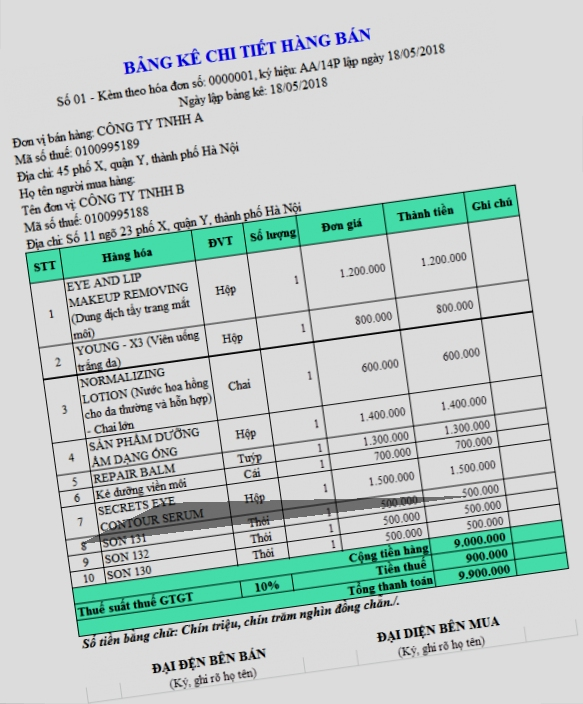 BẢNG KÊ CHI TIẾT HÀNG BÁN
Số 01 - Kèm theo hóa đơn số: 0000001, ký hiệu: AA/14P lập ngày 18/05/2018
Ngày lập bảng kê: 18/05/2018
Đơn vị bán hàng: CÔNG TY TNHH A
Mã số thuế: 0100995189
Địa chỉ: 45 phố X, quận Y, thành phố Hà Nội
Họ tên người mua hàng:
Tên đơn vị: CÔNG TY TNHH B
Mã số thuế: 0100995188
Địa chỉ: Số 11 ngõ 23 phố X, quận Y, thành phố Hà Nội
STT Hàng hóa ĐVT Số lượng Đơn giá Thành tiền Ghi chú
1 EYE AND LIP
MAKEUP REMOVING
(Dung dịch tẩy trang mắt
môi) Hộp 1 1.200.000 1.200.000
2 YOUNG - X3 (Viên uống
trắng da) Hộp 1 800.000 800.000
3 NORMALIZING
LOTION (Nước hoa hồng
cho da thường và hỗn hợp)
- Chai lớn Chai 1 600.000 600.000
4 SẢN PHẨM DƯỠNG
ẨM DẠNG ỐNG Hộp 1 1.400.000 1.400.000
5 REPAIR BALM Tuýp 1 1.300.000 1.300.000
6 Kẻ dưỡng viền môi Cái 1 700.000 700.000
7 SECRETS EYE
CONTOUR SERUM Hộp 1 1.500.000 1.500.000
8 SON 131 Thỏi 1 500.000 500.000
9 SON 132 Thỏi 1 500.000 500.000
10 SON 130 Thỏi 1 500.000 500.000
Cộng tiền hàng 9.000.000
Thuế suất thuế GTGT 10% Tiền thuế 900.000
Tổng thanh toán 9.900.000
Số tiền bằng chữ: Chín triệu, chín trăm nghìn đồng chẵn./.
ĐẠI ĐỆN BÊN BÁN ĐẠI DIỆN BÊN MUA
(Ký, ghi rõ họ tên) (Ký, ghi rõ họ tên)